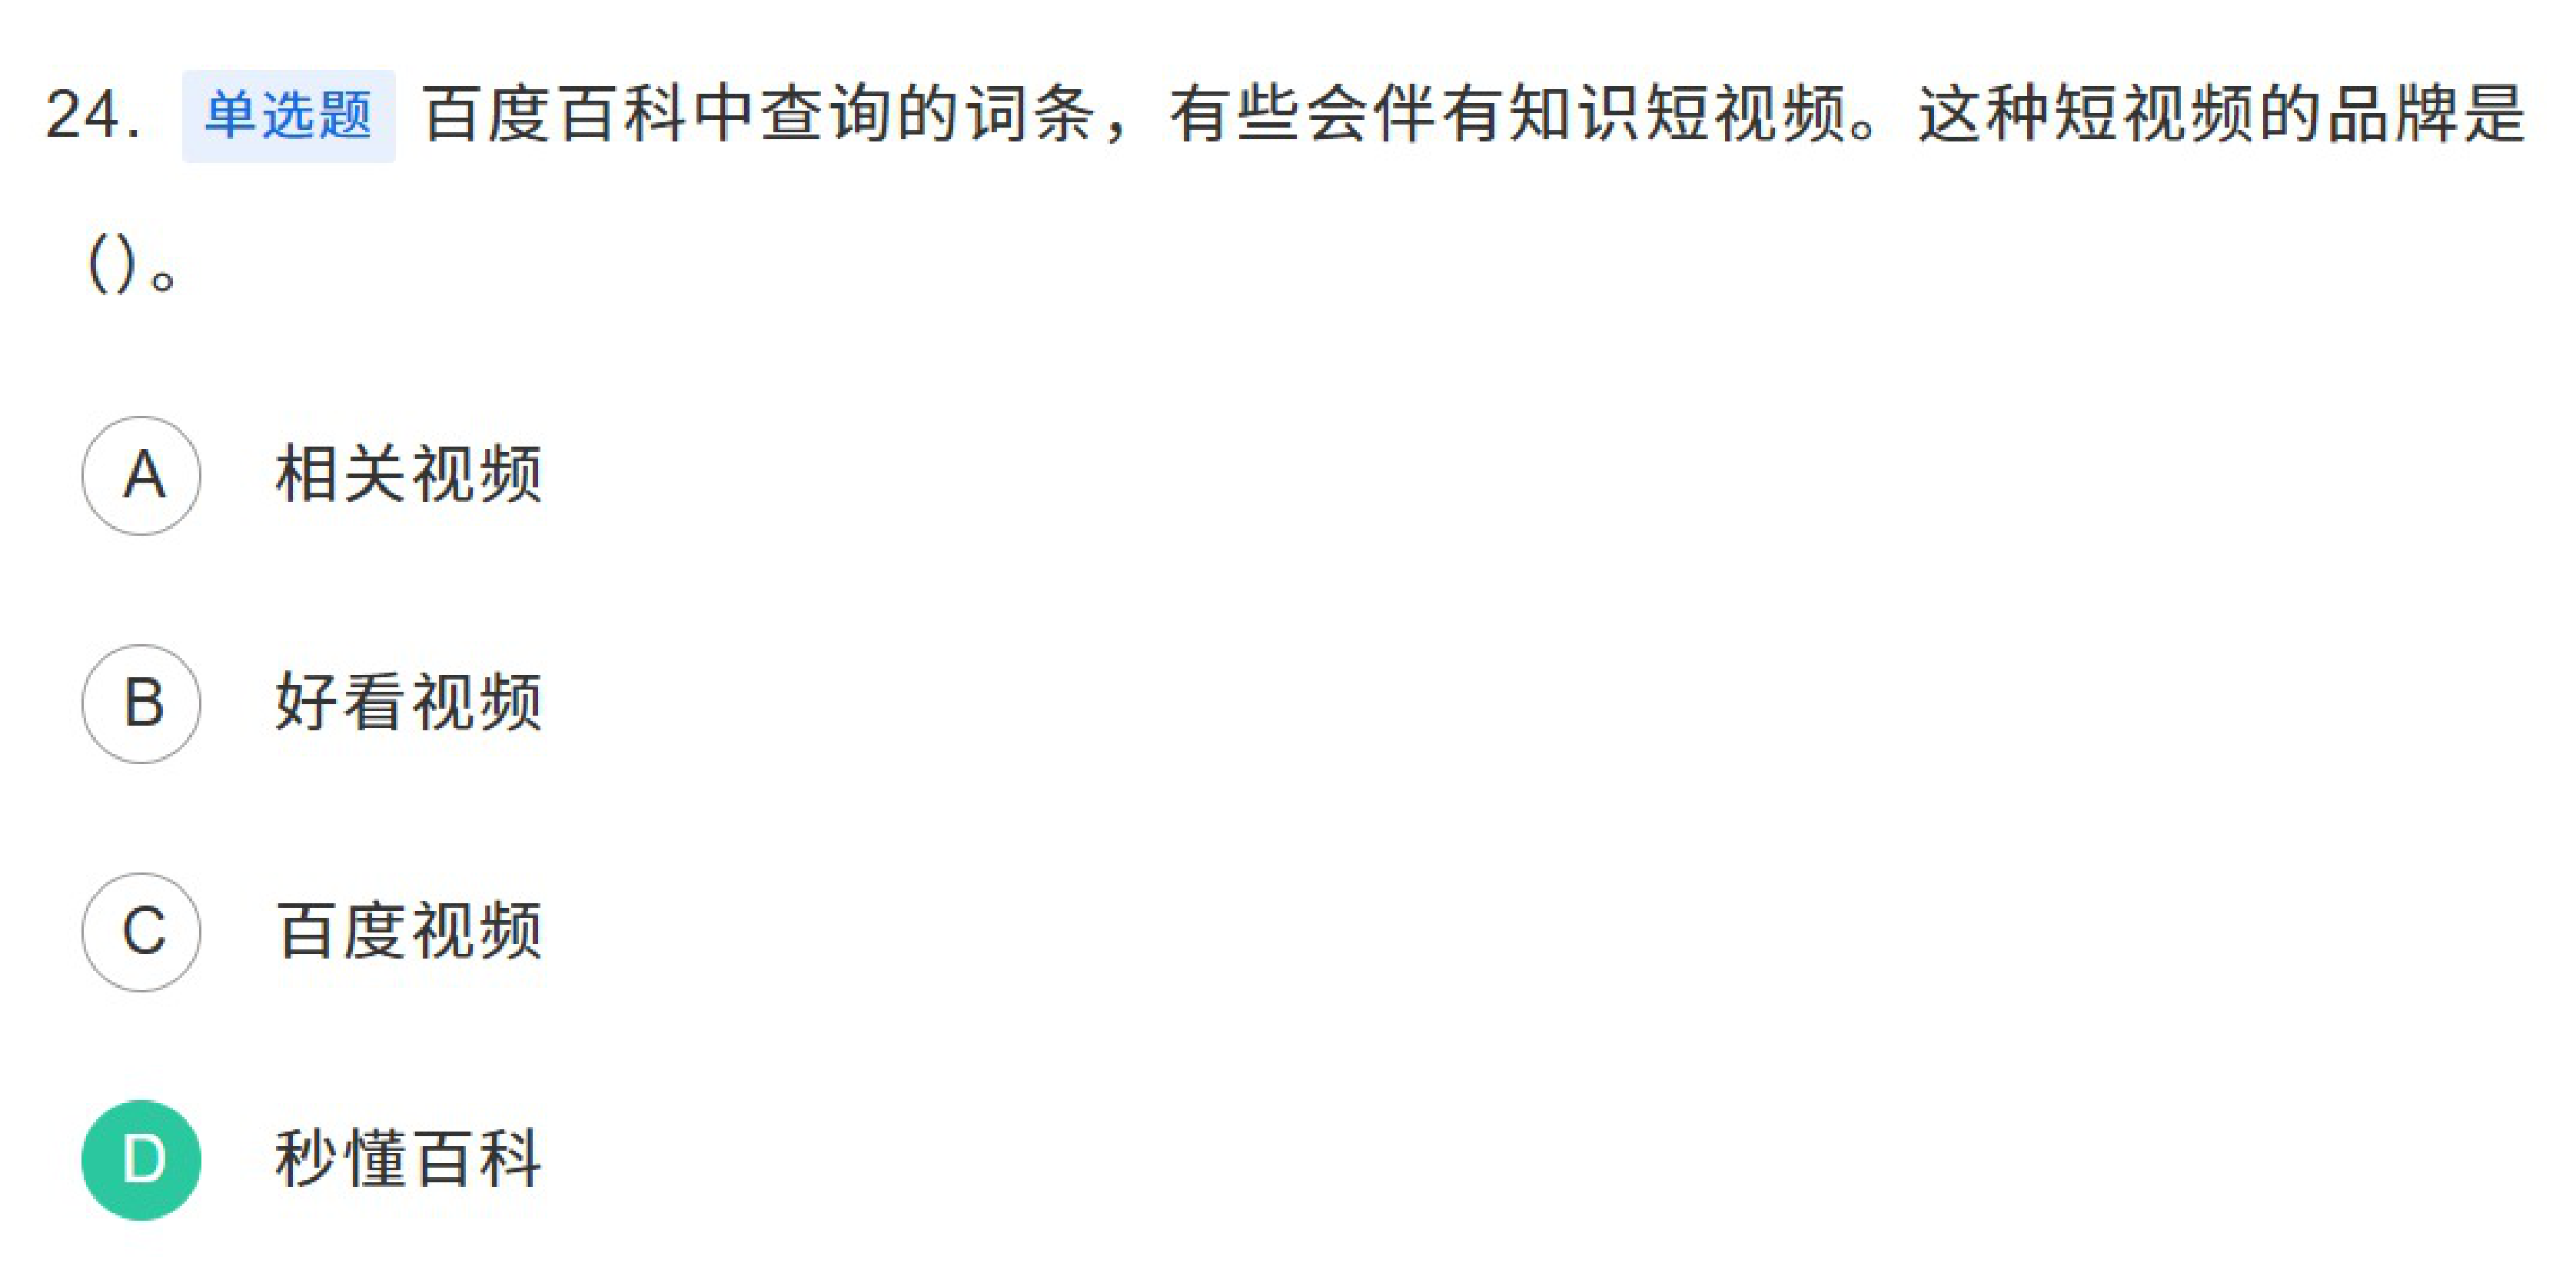 24. 单选题 百度百科中查询的词条，有些会伴有知识短视频。这种短视频的品牌是
()。
A 相关视频
B 好看视频
C 百度视频
D 秒懂百科